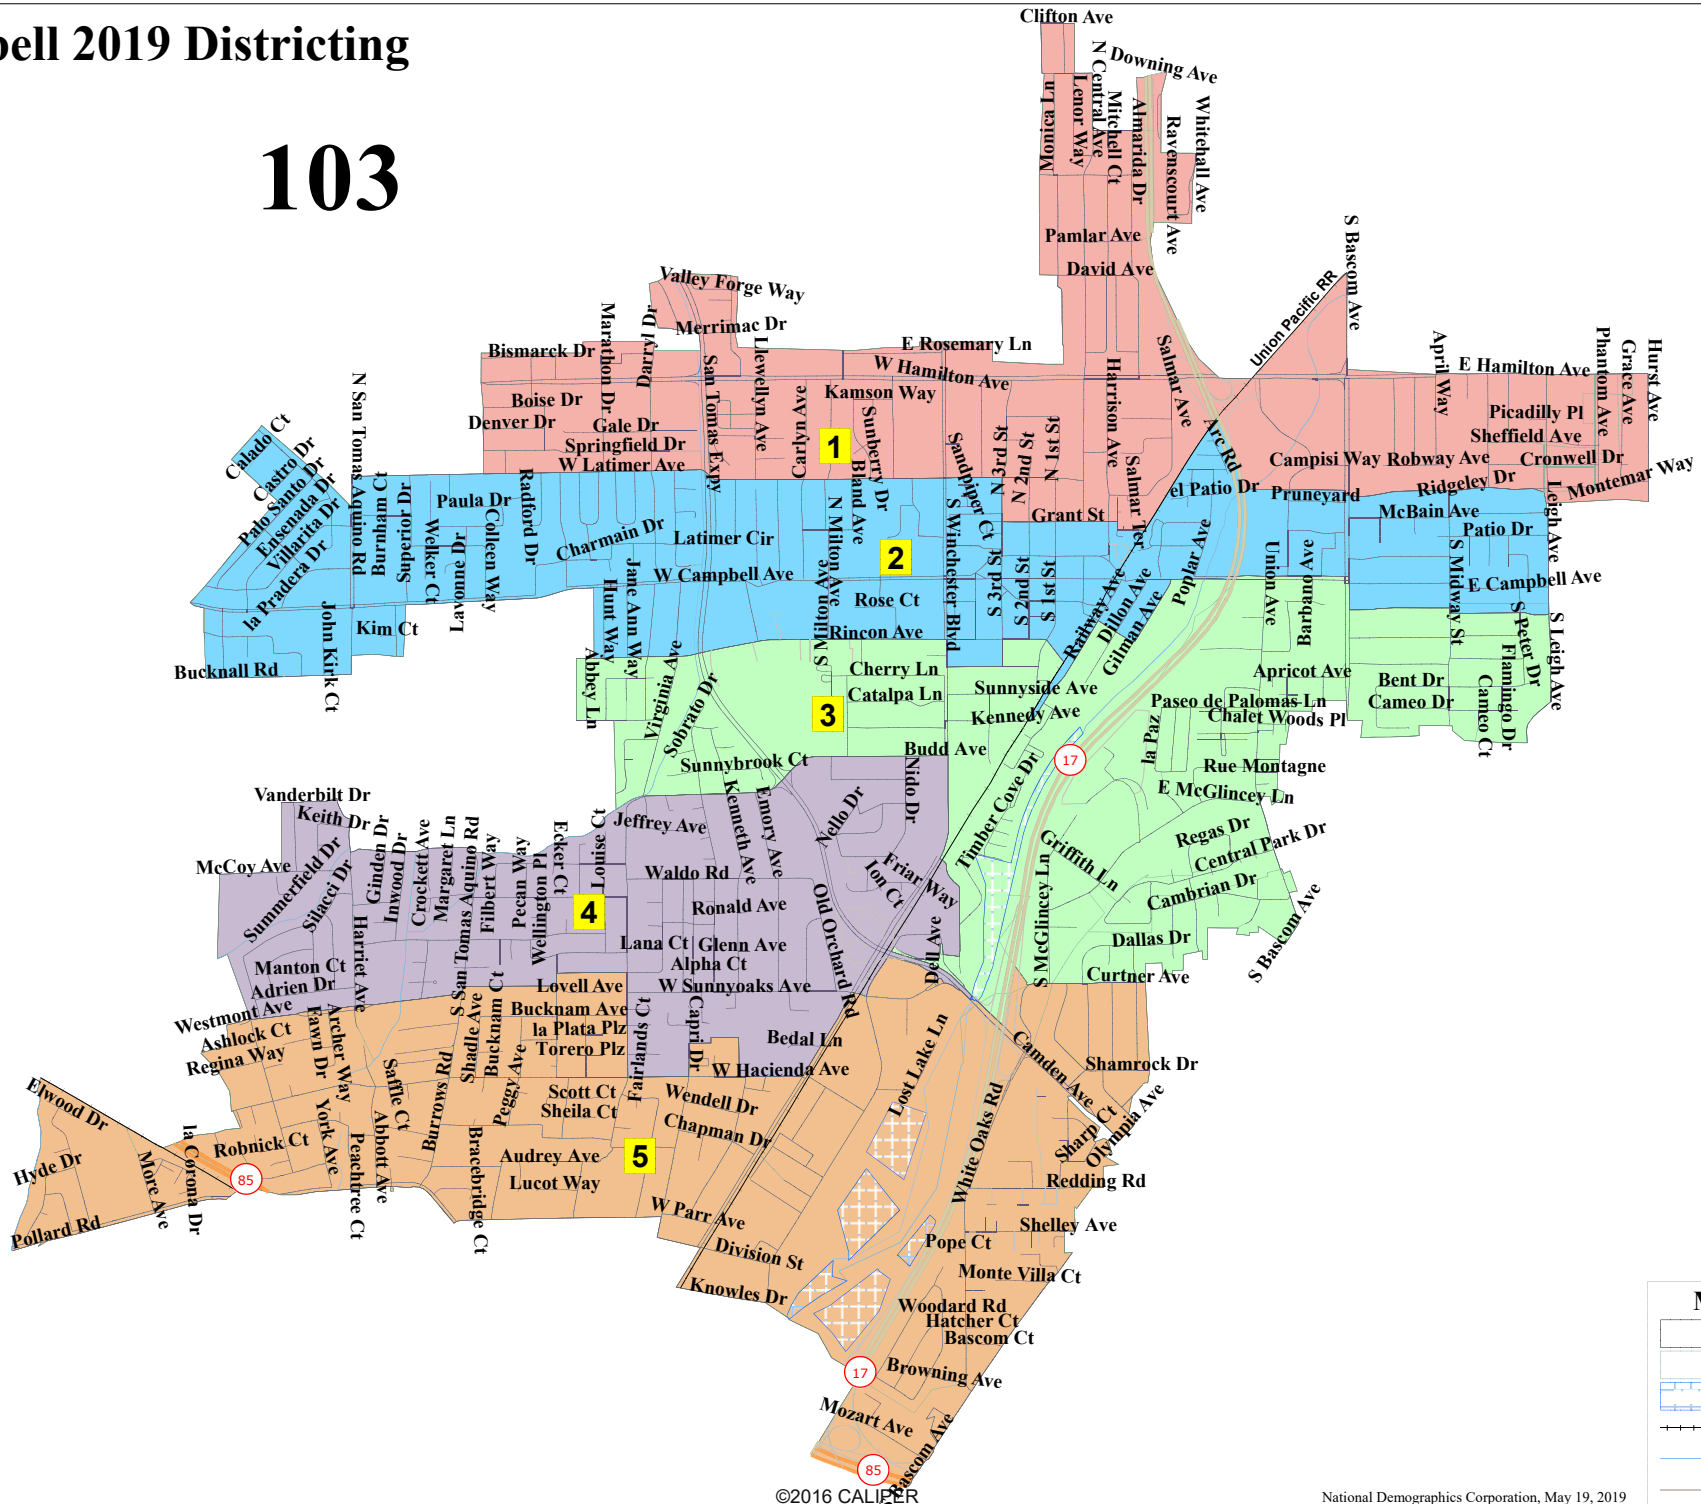 bell 2019 Districting
103
Clifton Ave
N Central Ave
Downing Ave
Monica Ln
Lenor Way
Mitchell Ct
Almarida Dr
Ravenscourt Ave
Whitehall Ave
Pamlar Ave
David Ave
S Bascom Ave
Union Pacific RR
Valley Forge Way
Merrimac Dr
Marathon Dr
Darryl Dr
Bismarck Dr
E Rosemary Ln
W Hamilton Ave
E Hamilton Ave
San Tomas Expy
Llewellyn Ave
Carlyn Ave
Kamson Way
Harrison Ave
Salmar Ave
April Way
Phantom Ave
Grace Ave
Hurst Ave
Boise Dr
Denver Dr
Gale Dr
Springfield Dr
W Latimer Ave
1
Sunberry Dr
Bland Ave
Sandpiper Ct
N 3rd St
N 2nd St
N 1st St
Salmar Ter
Arc Rd
Picadilly Pl
Sheffield Ave
Campisi Way
Robway Ave
Cronwell Dr
Montemar Way
Calado Ct
Castro Dr
Palo Santo Dr
Ensenada Dr
Villarita Dr
la Pradera Dr
N San Tomas Aquino Rd
Burnham Ct
Superior Dr
Welker Ct
Lavonne Dr
Colleen Way
Paula Dr
Radford Dr
Charmain Dr
Latimer Cir
N Milton Ave
S Winchester Blvd
Grant St
el Patio Dr
Pruneyard
Ridgeley Dr
McBain Ave
Patio Dr
Leigh Ave
2
W Campbell Ave
E Campbell Ave
Hunt Way
Jane Ann Way
Rose Ct
Rincon Ave
S Milton Ave
S 3rd St
S 2nd St
S 1st St
Railway Ave
Dillon Ave
Gilman Ave
Poplar Ave
Union Ave
Barbano Ave
S Midway St
S Peter Dr
S Leigh Ave
John Kirk Ct
Kim Ct
Bucknall Rd
Abbey Ln
Virginia Ave
Sobrato Dr
Cherry Ln
Catalpa Ln
3
Sunnyside Ave
Kennedy Ave
Budd Ave
Sunnybrook Ct
Apricot Ave
Paseo de Palomas Ln
Chalet Woods Pl
la Paz
Rue Montagne
E McGlincey Ln
Bent Dr
Cameo Dr
Flamingo Dr
Cameo Ct
17
Timber Cove Dr
Griffith Ln
Regas Dr
Central Park Dr
Cambrian Dr
Dallas Dr
Curtner Ave
S McGlincey Ln
S Bascom Ave
Vanderbilt Dr
Keith Dr
McCoy Ave
Summerfield Dr
Silacci Dr
Ginden Dr
Inwood Dr
Crockett Ave
Margaret Ln
S San Tomas Aquino Rd
Filbert Way
Pecan Way
Wellington Pl
Ecker Ct
Louise Ct
Jeffrey Ave
Kenneth Ave
Emory Ave
Nello Dr
Nido Dr
Waldo Rd
Ronald Ave
4
Lana Ct
Glenn Ave
Alpha Ct
W Sunnyoaks Ave
Old Orchard Rd
Friar Way
Ion Ct
Dell Ave
Harriet Ave
Manton Ct
Adrien Dr
Westmont Ave
Ashlock Ct
Regina Way
Fawn Dr
Archer Way
Saffle Ct
Lovell Ave
Bucknam Ave
la Plata Plz
Torero Plz
Fairlands Ct
Capri Dr
Bedal Ln
W Hacienda Ave
Shadle Ave
Bucknam Ct
Peggy Ave
Burrows Rd
Scott Ct
Sheila Ct
Wendell Dr
Chapman Dr
Lost Lake Ln
White Oaks Rd
Camden Ave
Shamrock Dr
Sharp Ct
Olympia Ave
Redding Rd
Elwood Dr
Hyde Dr
Pollard Rd
More Ave
la Corona Dr
Robnick Ct
85
York Ave
Peachtree Ct
Abbott Ave
Bracebridge Ct
Audrey Ave
Lucot Way
5
W Parr Ave
Division St
Knowles Dr
Shelley Ave
Pope Ct
Monte Villa Ct
Woodard Rd
Hatcher Ct
Bascom Ct
17
Browning Ave
Mozart Ave
85
Bascom Ave
©2016 CALIPER
National Demographics Corporation, May 19, 2019